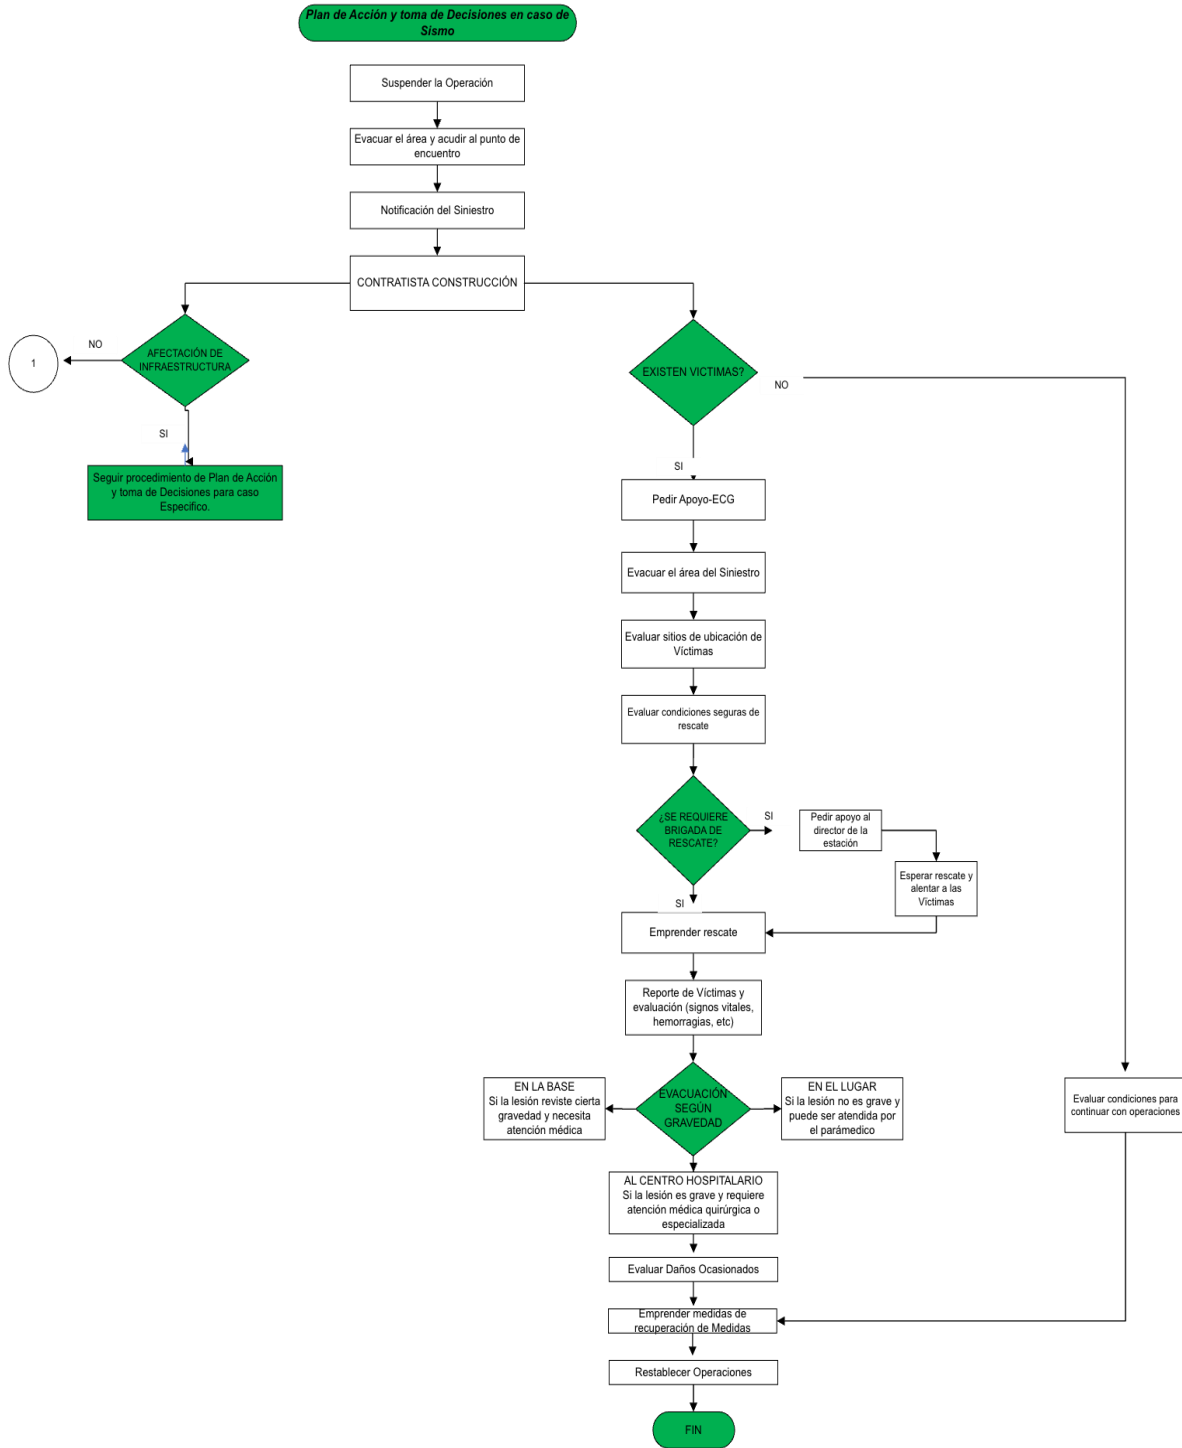 Plan de Acción y toma de Decisiones en caso de
Sismo
Suspender la Operación
Evacuar el área y acudir al punto de
encuentro
Notificación del Siniestro
CONTRATISTA CONSTRUCCIÓN
AFECTACIÓN DE
INFRAESTRUCTURA
NO
1
SI
Seguir procedimiento de Plan de Acción
y toma de Decisiones para caso
Especifico.
EXISTEN VICTIMAS?
NO
SI
Pedir Apoyo-ECG
Evacuar el área del Siniestro
Evaluar sitios de ubicación de
Víctimas
Evaluar condiciones seguras de
rescate
¿SE REQUIERE
BRIGADA DE
RESCATE?
SI
Pedir apoyo al
director de la
estación
Esperar rescate y
alentar a las
Víctimas
SI
Emprender rescate
Reporte de Víctimas y
evaluación (signos vitales,
hemorragias, etc)
EVACUACIÓN
SEGÚN
GRAVEDAD
EN LA BASE
Si la lesión reviste cierta
gravedad y necesita
atención médica
EN EL LUGAR
Si la lesión no es grave y
puede ser atendida por
el parámedico
Evaluar condiciones para
continuar con operaciones
AL CENTRO HOSPITALARIO
Si la lesión es grave y requiere
atención médica quirúrgica o
especializada
Evaluar Daños Ocasionados
Emprender medidas de
recuperación de Medidas
Restablecer Operaciones
FIN